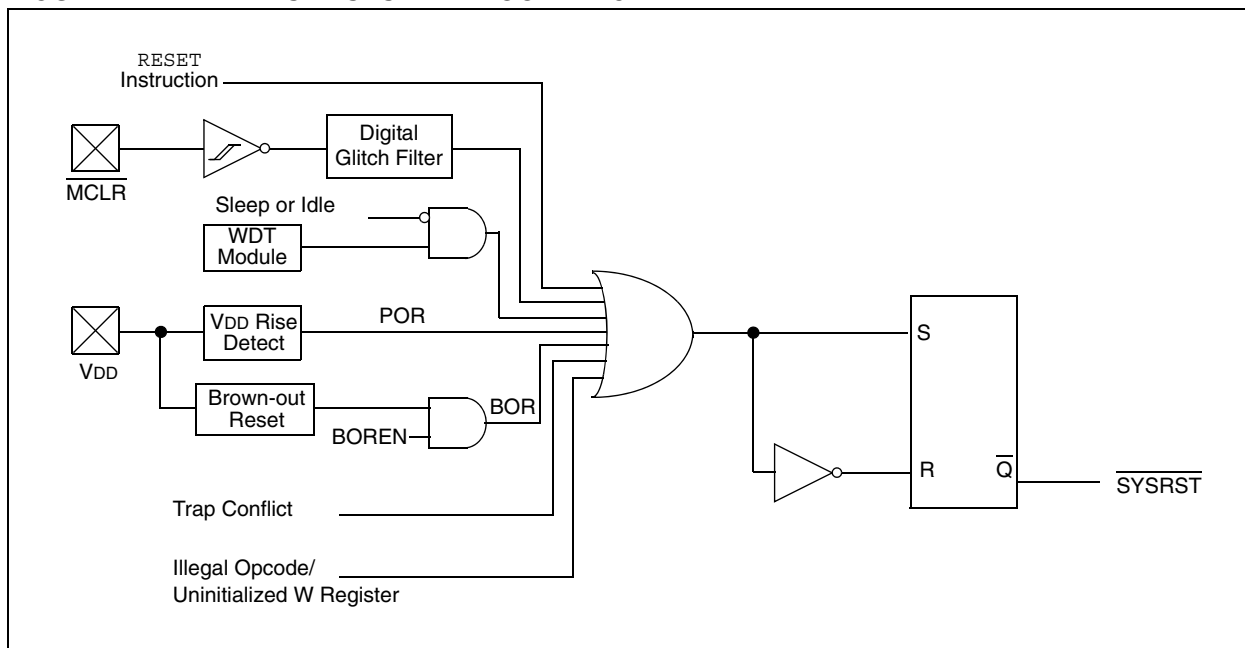 RESET
Instruction
Digital
Glitch Filter
MCLR
Sleep or Idle
WDT
Module
VDD Rise
Detect
POR
VDD
Brown-out
Reset
BOR
BOREN
Trap Conflict
Illegal Opcode/
Uninitialized W Register
S
R
Q
SYSRST